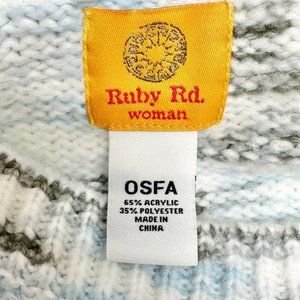 Ruby Rd.
woman
OSFA
65% ACRYLIC
35% POLYESTER
MADE IN
CHINA